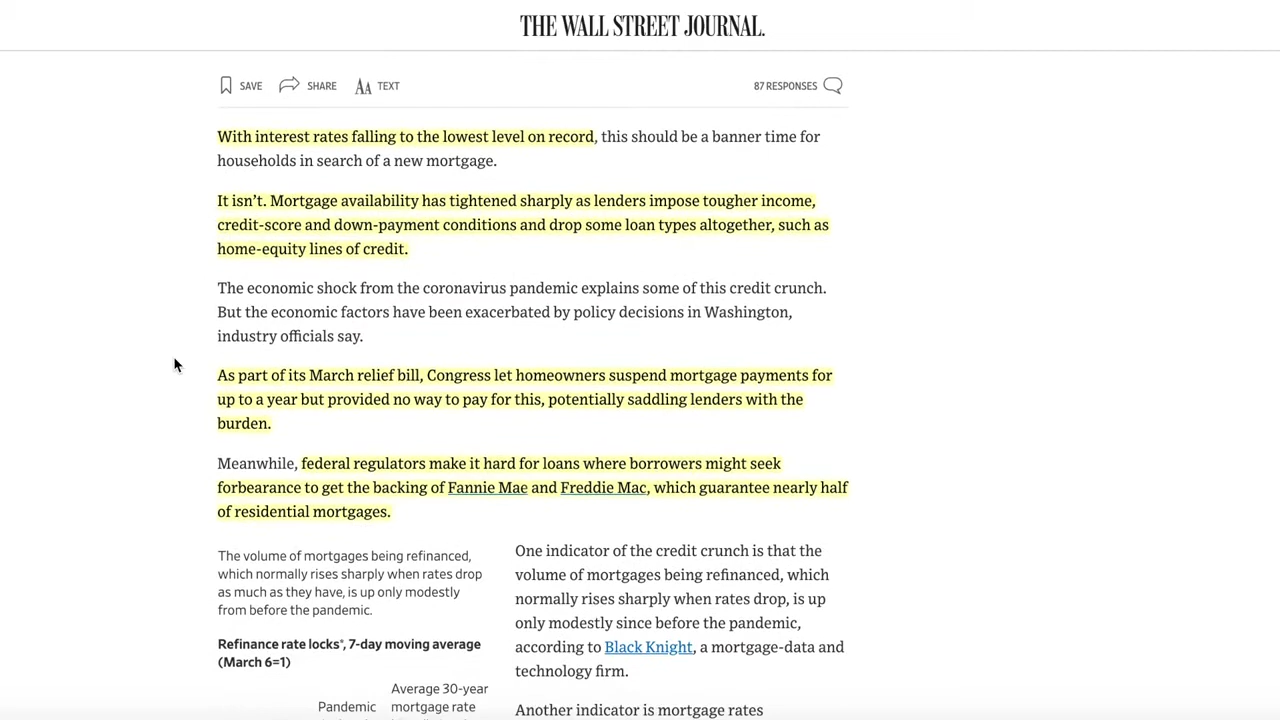 THE WALL STREET JOURNAL.
SAVE SHARE AA TEXT 87 RESPONSES
With interest rates falling to the lowest level on record, this should be a banner time for
households in search of a new mortgage.
It isn’t. Mortgage availability has tightened sharply as lenders impose tougher income,
credit-score and down-payment conditions and drop some loan types altogether, such as
home-equity lines of credit.
The economic shock from the coronavirus pandemic explains some of this credit crunch.
But the economic factors have been exacerbated by policy decisions in Washington,
industry officials say.
As part of its March relief bill, Congress let homeowners suspend mortgage payments for
up to a year but provided no way to pay for this, potentially saddling lenders with the
burden.
Meanwhile, federal regulators make it hard for loans where borrowers might seek
forbearance to get the backing of Fannie Mae and Freddie Mac, which guarantee nearly half
of residential mortgages.
The volume of mortgages being refinanced,
which normally rises sharply when rates drop
as much as they have, is up only modestly
from before the pandemic.
Refinance rate locks*, 7-day moving average
(March 6=1)
Average 30-year
Pandemic mortgage rate
One indicator of the credit crunch is that the
volume of mortgages being refinanced, which
normally rises sharply when rates drop, is up
only modestly since before the pandemic,
according to Black Knight, a mortgage-data and
technology firm.
Another indicator is mortgage rates